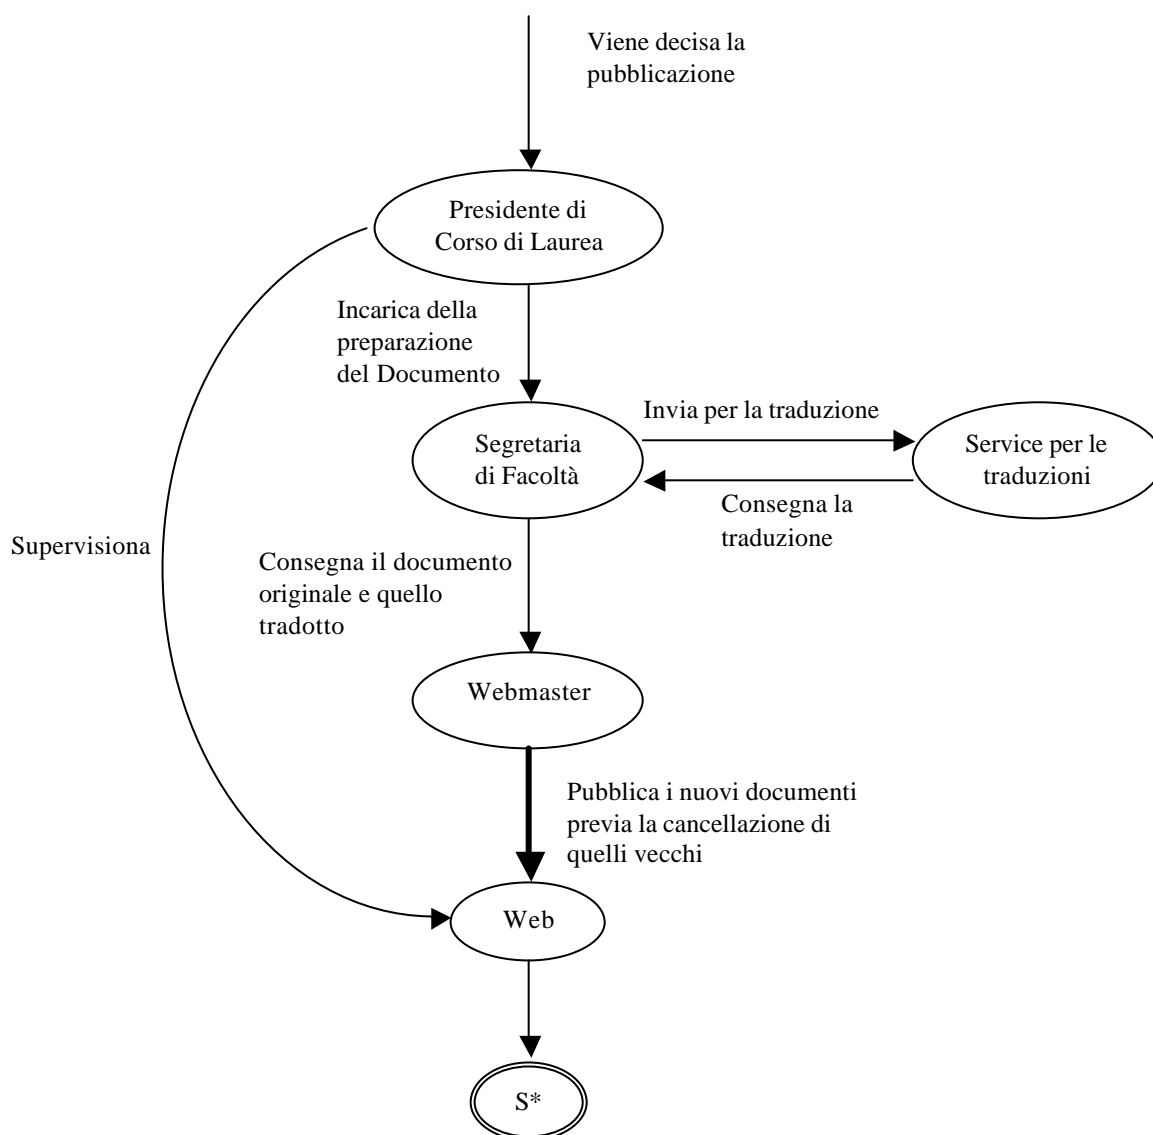 Viene decisa la
pubblicazione
Presidente di
Corso di Laurea
Incarica della
preparazione
del Documento
Invia per la traduzione
Segretaria
di Facoltà
Service per le
traduzioni
Consegna la
traduzione
Supervisiona
Consegna il documento
originale e quello
tradotto
Webmaster
Pubblica i nuovi documenti
previa la cancellazione di
quelli vecchi
Web
S*